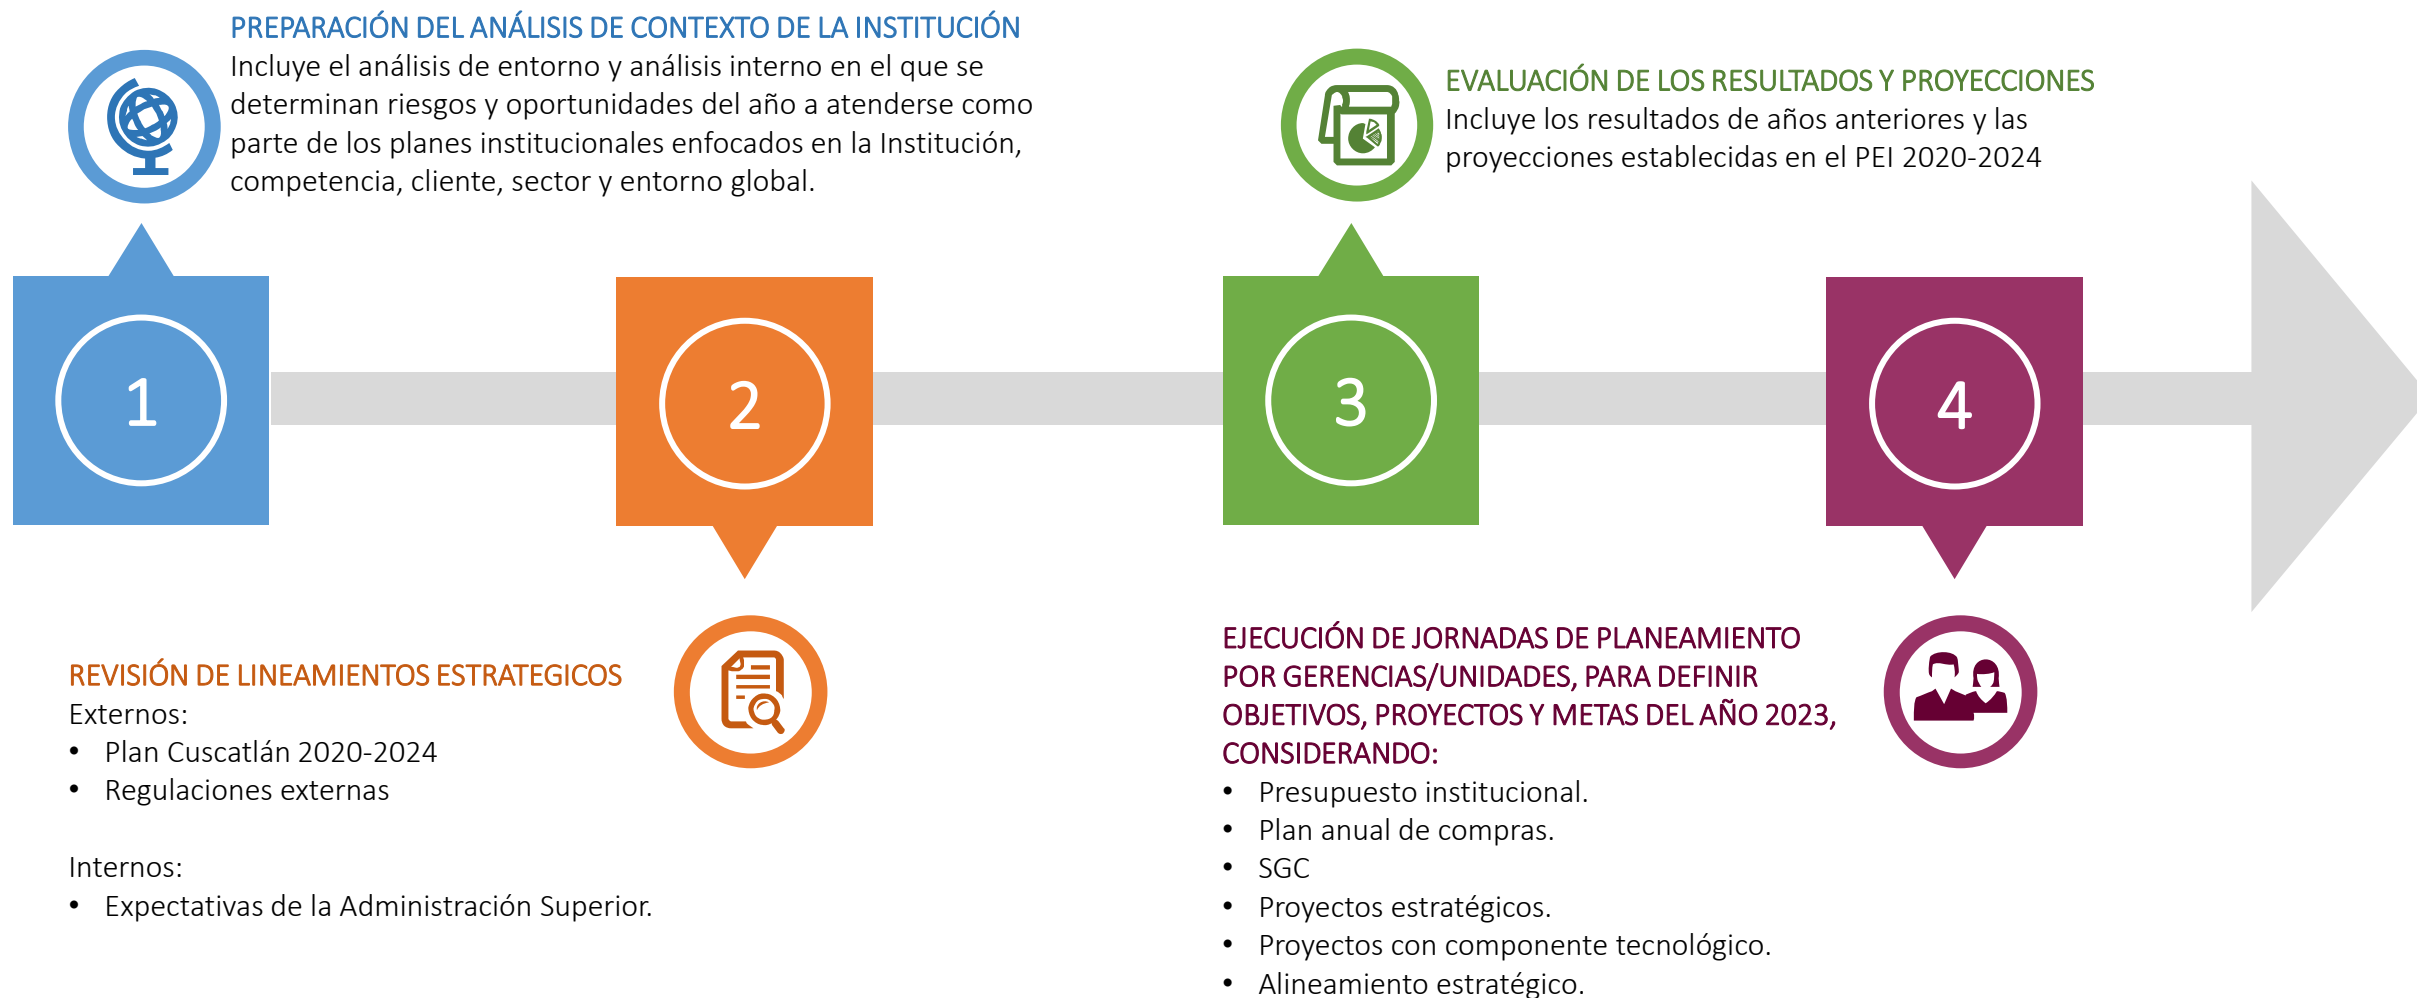 PREPARACIÓN DEL ANÁLISIS DE CONTEXTO DE LA INSTITUCIÓN
Incluye el análisis de entorno y análisis interno en el que se
determinan riesgos y oportunidades del año a atenderse como
parte de los planes institucionales enfocados en la Institución,
competencia, cliente, sector y entorno global.
EVALUACIÓN DE LOS RESULTADOS Y PROYECCIONES
Incluye los resultados de años anteriores y las
proyecciones establecidas en el PEI 2020-2024
1
2
3
4
REVISIÓN DE LINEAMIENTOS ESTRATEGICOS
Externos:
• Plan Cuscatlán 2020-2024
• Regulaciones externas
Internos:
• Expectativas de la Administración Superior.
EJECUCIÓN DE JORNADAS DE PLANEAMIENTO
POR GERENCIAS/UNIDADES, PARA DEFINIR
OBJETIVOS, PROYECTOS Y METAS DEL AÑO 2023,
CONSIDERANDO:
• Presupuesto institucional.
• Plan anual de compras.
• SGC
• Proyectos estratégicos.
• Proyectos con componente tecnológico.
• Alineamiento estratégico.